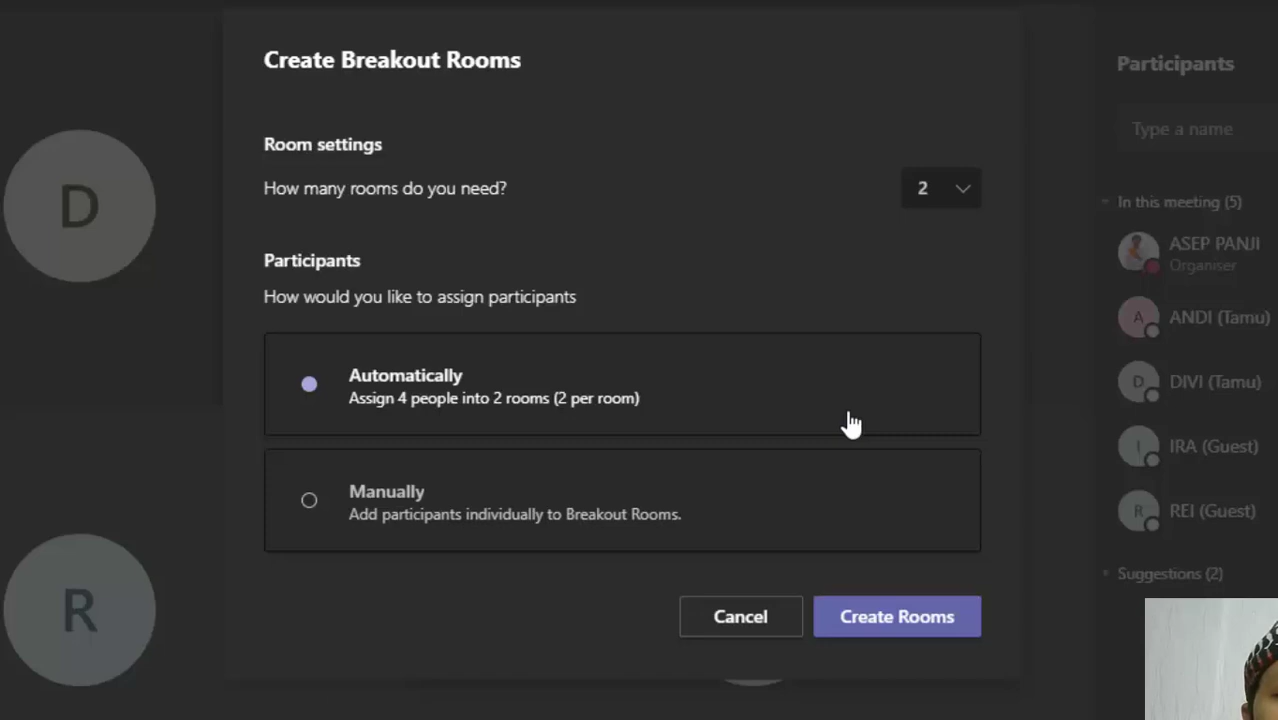 Create Breakout Rooms
Room settings
How many rooms do you need?
2
Participants
How would you like to assign participants
Automatically
Assign 4 people into 2 rooms (2 per room)
Manually
Add participants individually to Breakout Rooms.
Cancel
Create Rooms
D
R
Participants
Type a name
In this meeting (5)
ASEP PANJI
Organiser
A
ANDI (Tamu)
D
DIVI (Tamu)
I
IRA (Guest)
R
REI (Guest)
Suggestions (2)